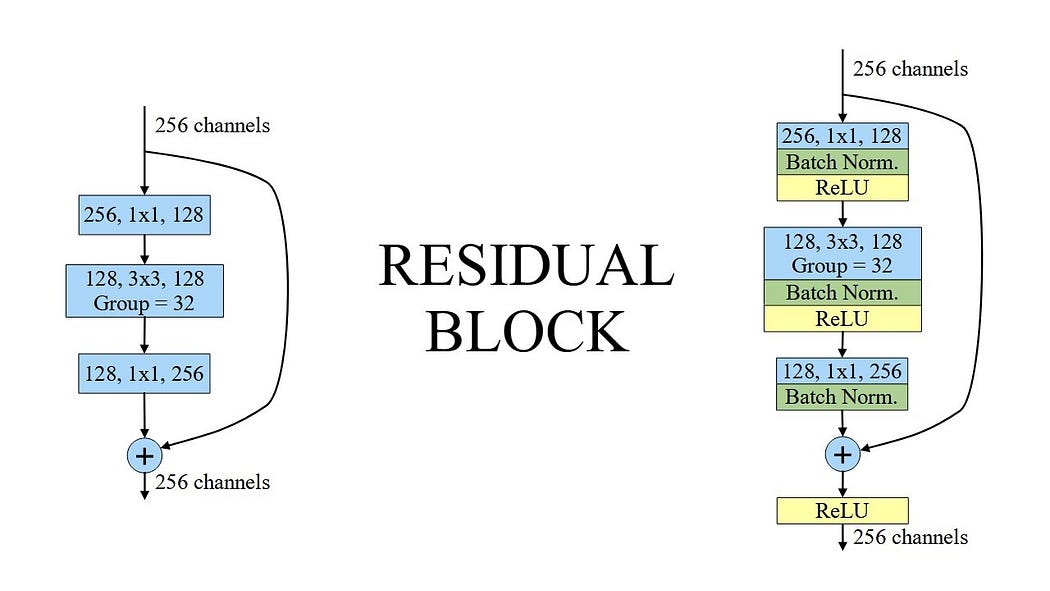 256 channels
256, 1x1, 128
128, 3x3, 128
Group = 32
128, 1x1, 256
+
256 channels
RESIDUAL
BLOCK
256 channels
256, 1x1, 128
Batch Norm.
ReLU
128, 3x3, 128
Group = 32
Batch Norm.
ReLU
128, 1x1, 256
Batch Norm.
+
ReLU
256 channels